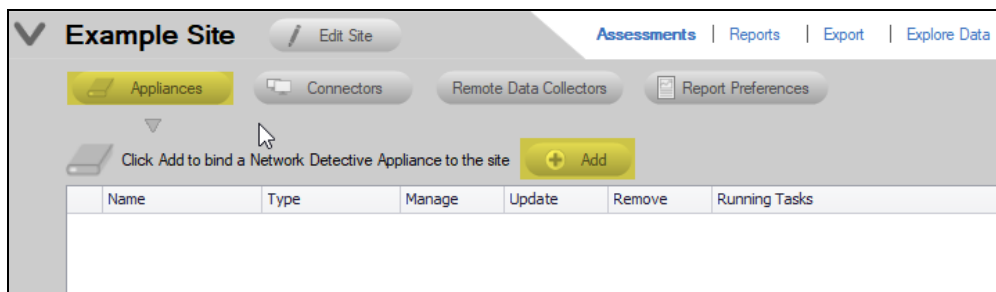 Example Site Edit Site Assessments | Reports | Export | Explore Data
Appliances Connectors Remote Data Collectors Report Preferences
Click Add to bind a Network Detective Appliance to the site Add
Name Type Manage Update Remove Running Tasks